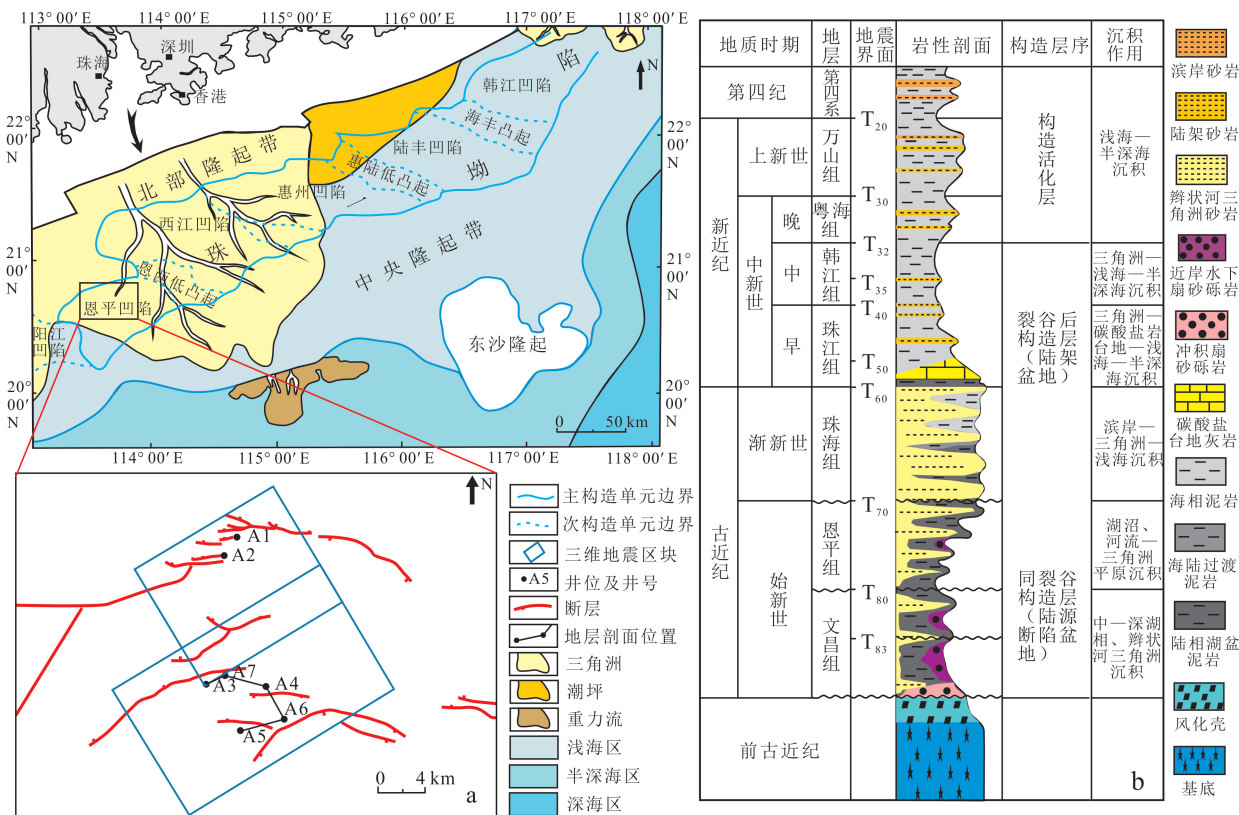 113° 00′ E
114° 00′ E
115° 00′ E
116° 00′ E
117° 00′ E
118° 00′ E
深圳
珠海
香港
N
22°
00′
N
21°
00′
N
20°
00′
N
22°
00′
N
21°
00′
N
20°
00′
N
韩江凹陷
陷
海丰凸起
陆丰凹陷
坳
惠陆低凸起
惠州凹陷
一
北部隆起带
西江凹陷
珠
中央隆起带
恩西低凸起
恩平凹陷
阳江
凹陷
东沙隆起
0 50 km
114° 00′ E
115° 00′ E
116° 00′ E
117° 00′ E
118° 00′ E
N
A1
A2
A7
A3
A4
A6
A5
0 4 km
a
主构造单元边界
次构造单元边界
三维地震区块
A5 井位及井号
断层
地层剖面位置
三角洲
潮坪
重力流
浅海区
半深海区
深海区
地质时期
地层
地震界面
岩性剖面
构造层序
沉积作用
第四纪
第四系
新近纪
上新世
万山组
中新世
晚
粤海组
中
韩江组
早
珠江组
古近纪
渐新世
珠海组
始新世
恩平组
文昌组
前古近纪
T20
T30
T32
T35
T40
T50
T60
T70
T80
T83
构造活化层
裂谷后
构造层
（陆架
盆地）
同裂谷
构造层
（陆源
断陷盆
地）
浅海—
半深海
沉积
三角洲—
浅海—半
深海沉积
三角洲—
碳酸盐岩
台地—浅
海—半深
海沉积
滨岸—
三角洲—
浅海沉积
湖沼、
河流—
三角洲
平原沉积
中—深湖
相、辫状
河三角洲
沉积
b
滨岸砂岩
陆架砂岩
辫状河三
角洲砂岩
近岸水下
扇砂砾岩
冲积扇
砂砾岩
碳酸盐
台地灰岩
海相泥岩
海陆过渡
泥岩
陆相湖盆
泥岩
风化壳
基底